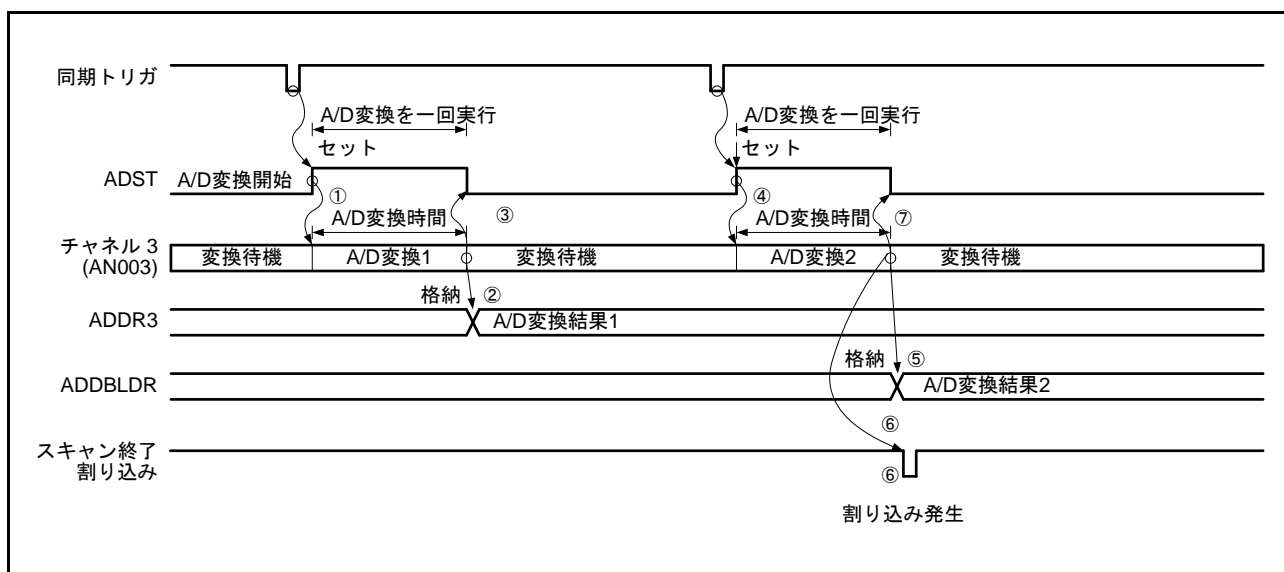 同期トリガ
A/D変換を一回実行
A/D変換を一回実行
セット
セット
ADST
A/D変換開始
①
④
A/D変換時間
③
A/D変換時間
⑦
チャネル 3
(AN003)
変換待機
A/D変換1
変換待機
A/D変換2
変換待機
格納
②
ADDR3
A/D変換結果1
格納
⑤
ADDBLDR
A/D変換結果2
⑥
スキャン終了
割り込み
⑥
割り込み発生